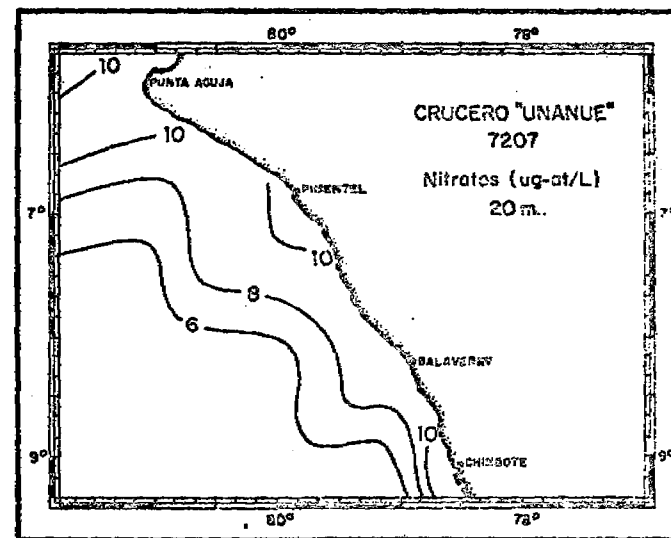 80° 78°
10
PUNTA AGUJA
CRUCERO "UNANUE"
7207
10
Nitratos (ug-at/L)
PIMENTEL
20 m.
7° 7°
10
8
6
SALAVERRY
10
9° 9°
CHIMBOTE
80° 78°